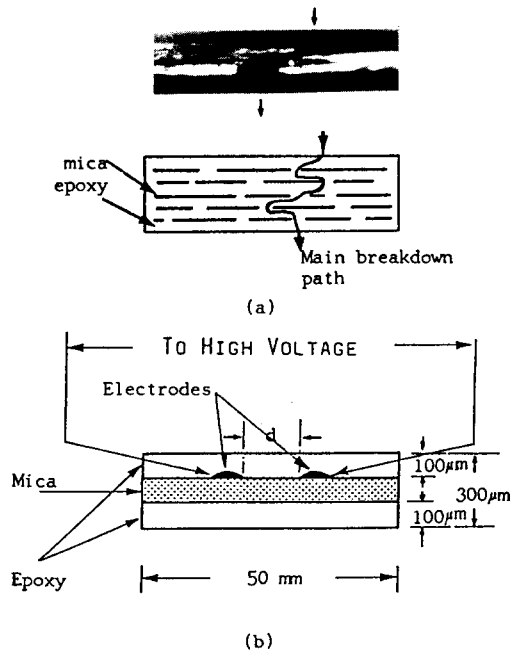 mica
epoxy
Main breakdown
path
(a)
TO HIGH VOLTAGE
Electrodes
d
100μm
Mica
300μm
100μm
Epoxy
50 mm
(b)